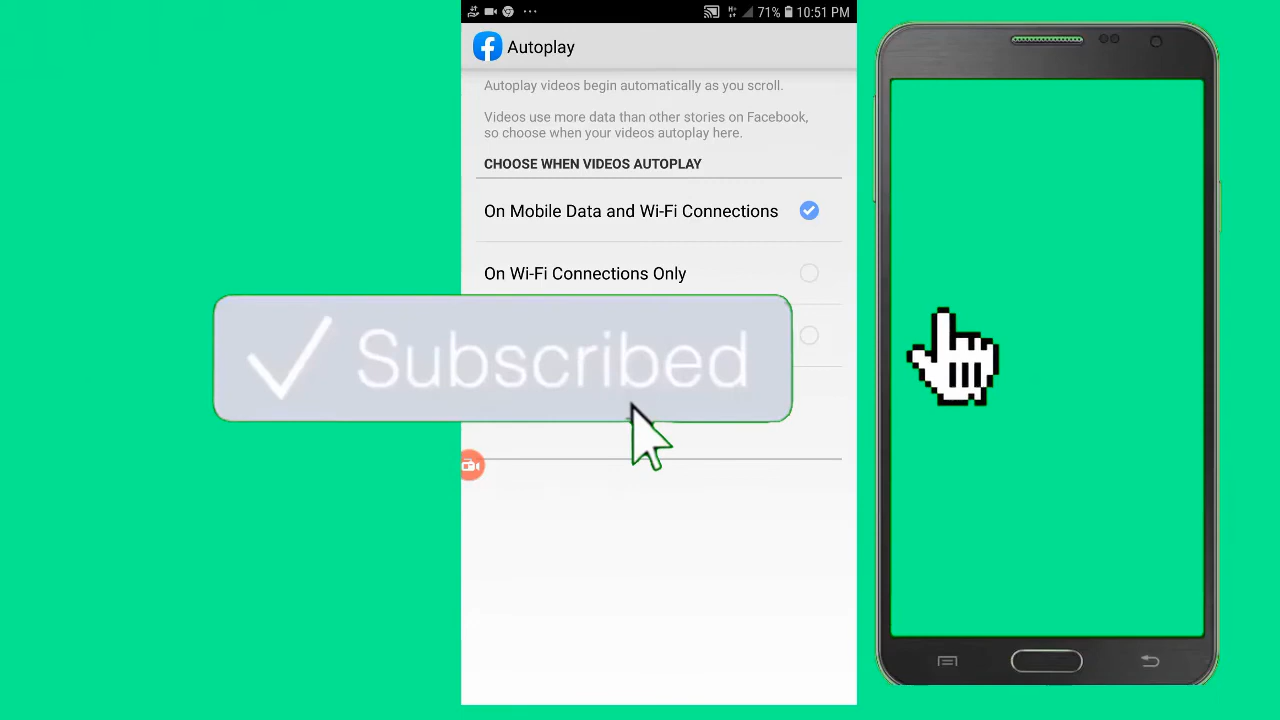 71% 10:51 PM
Autoplay
Autoplay videos begin automatically as you scroll.
Videos use more data than other stories on Facebook,
so choose when your videos autoplay here.
CHOOSE WHEN VIDEOS AUTOPLAY
On Mobile Data and Wi-Fi Connections
On Wi-Fi Connections Only
Subscribed